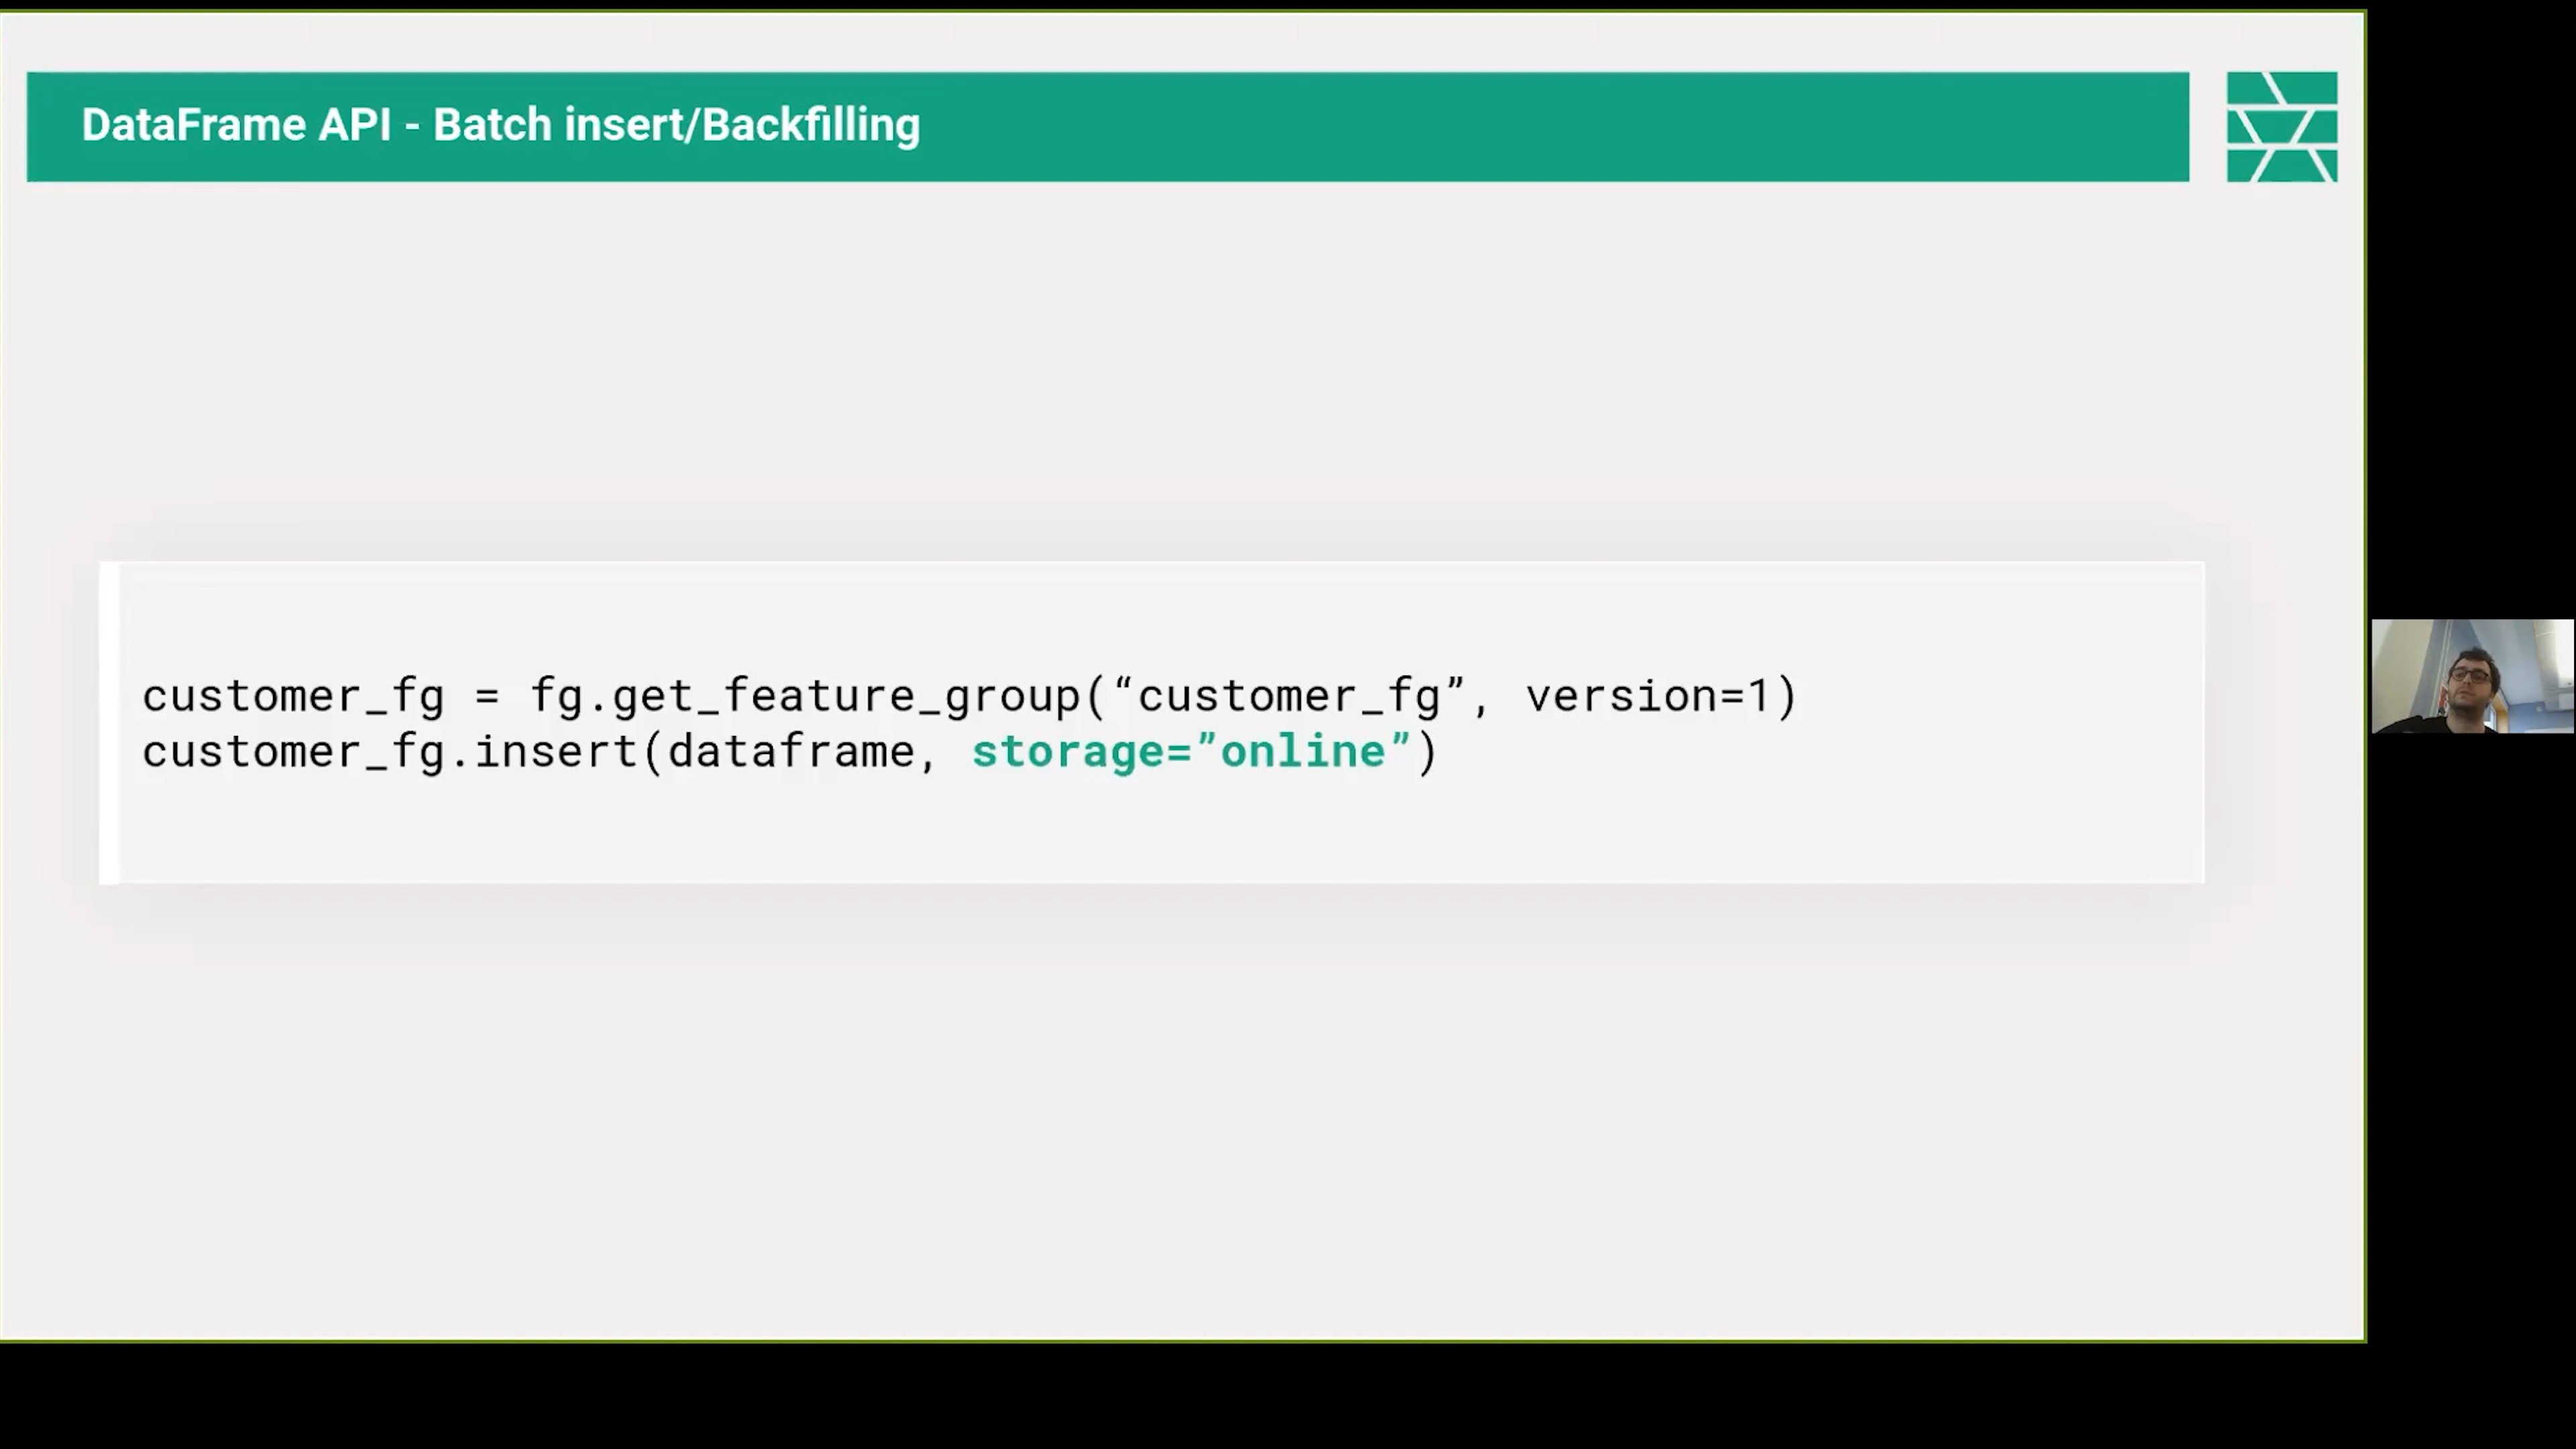 DataFrame API - Batch insert/Backfilling
customer_fg = fg.get_feature_group(“customer_fg”, version=1)
customer_fg.insert(dataframe, storage=”online”)